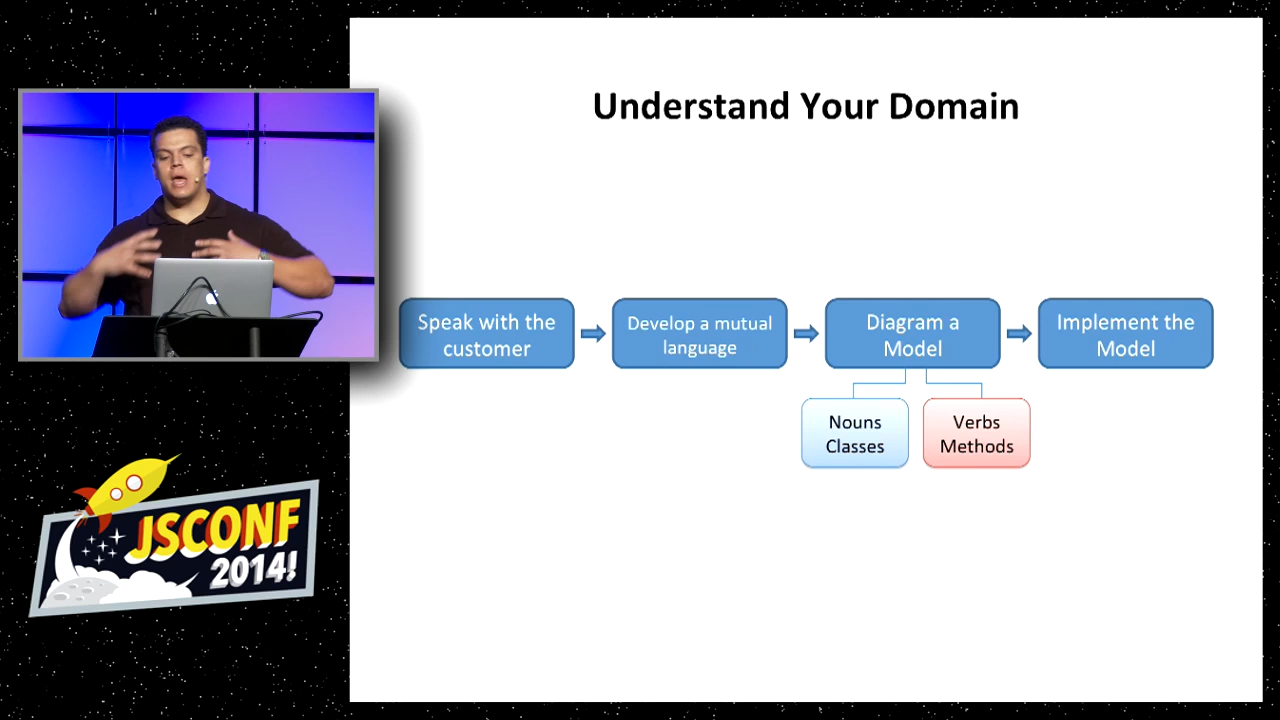 Understand Your Domain
Speak with the
customer
Develop a mutual
language
Diagram a
Model
Implement the
Model
Nouns
Classes
Verbs
Methods
JSCONF
2014!